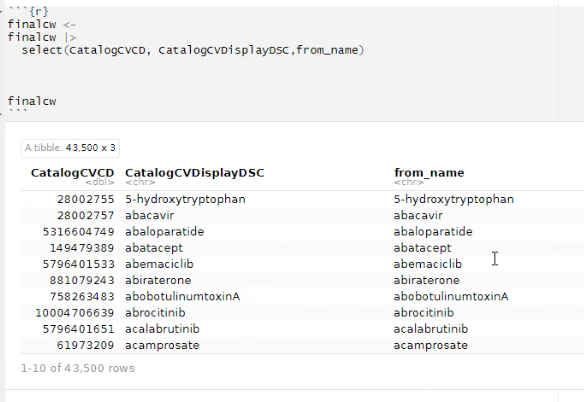 ```{r}
finalcw <-
finalcw |>
  select(CatalogCVCD, CatalogCVDisplayDSC,from_name)
finalcw
```
A tibble: 43,500 x 3
CatalogCVCD CatalogCVDisplayDSC from_name
<dbl> <chr> <chr>
28002755 5-hydroxytryptophan 5-hydroxytryptophan
28002757 abacavir abacavir
5316604749 abaloparatide abaloparatide
149479389 abatacept abatacept
5796401533 abemaciclib abemaciclib
881079243 abiraterone abiraterone
758263483 abobotulinumtoxinA abobotulinumtoxinA
10004706639 abrocitinib abrocitinib
5796401651 acalabrutinib acalabrutinib
61973209 acamprosate acamprosate
1-10 of 43,500 rows